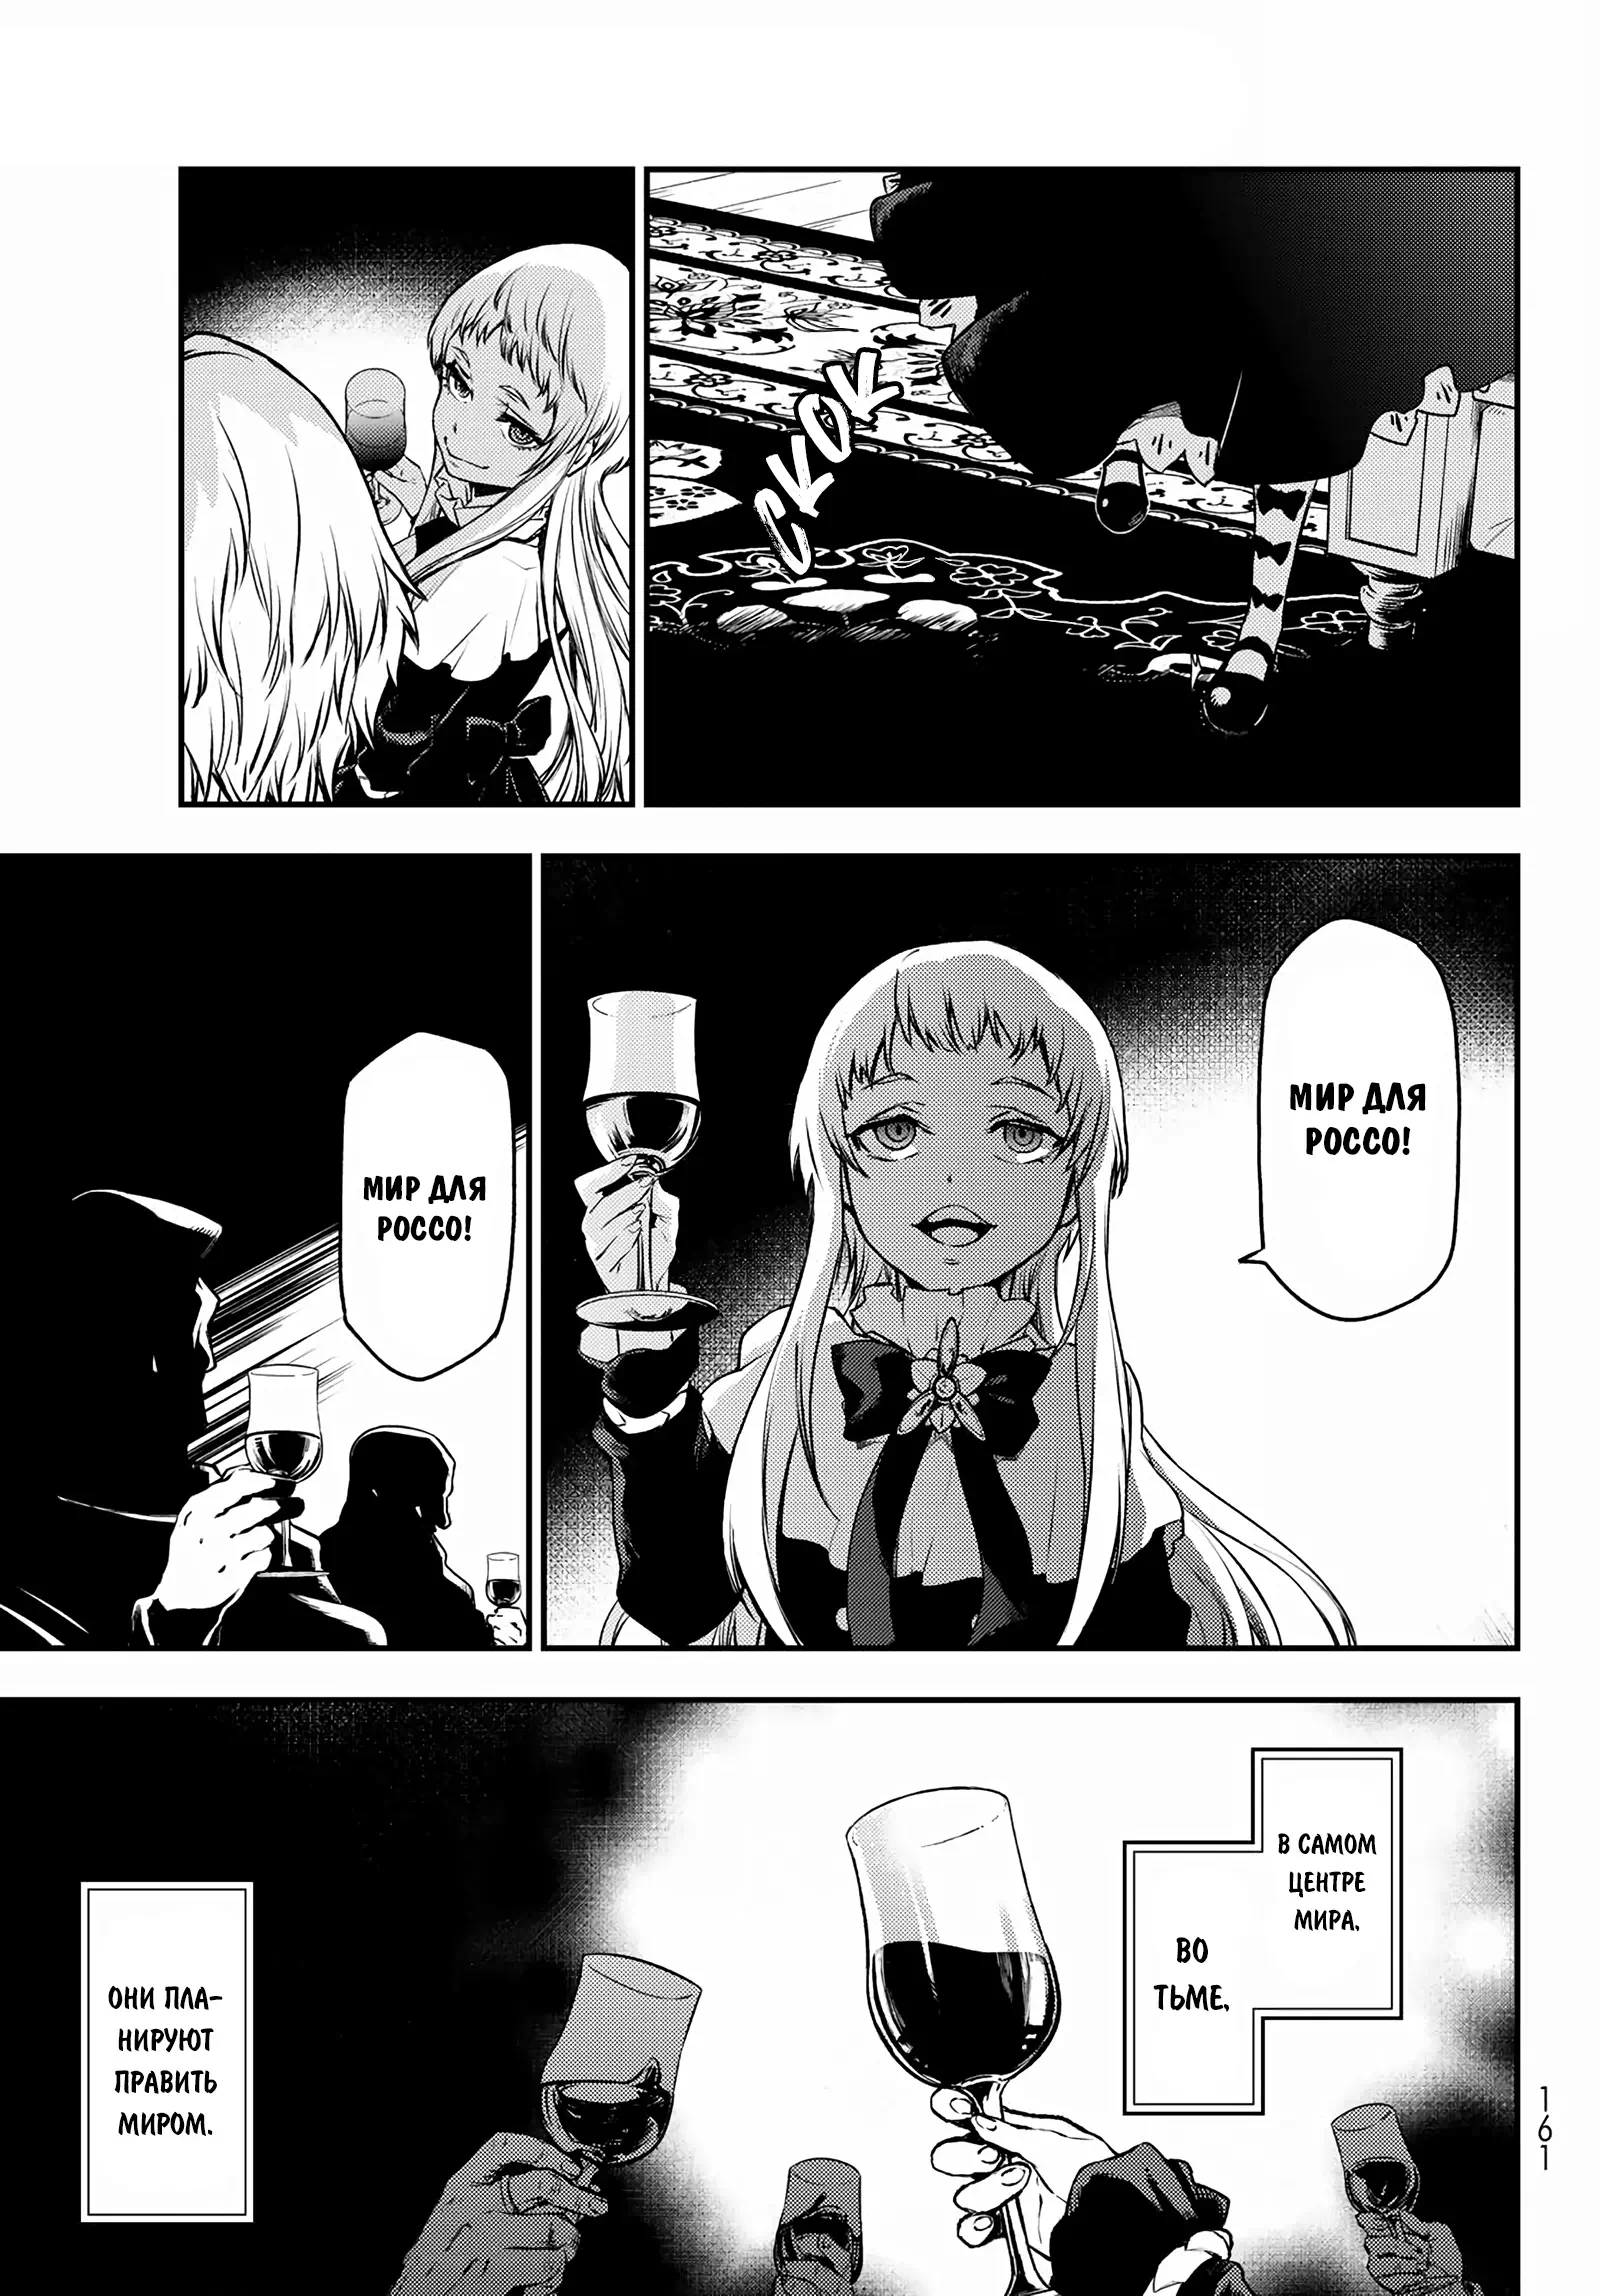 СКОК
МИР ДЛЯ
РОССО!
МИР ДЛЯ
РОССО!
В САМОМ
ЦЕНТРЕ
МИРА,
ВО
ТЬМЕ,
ОНИ ПЛА-
НИРУЮТ
ПРАВИТЬ
МИРОМ.
161